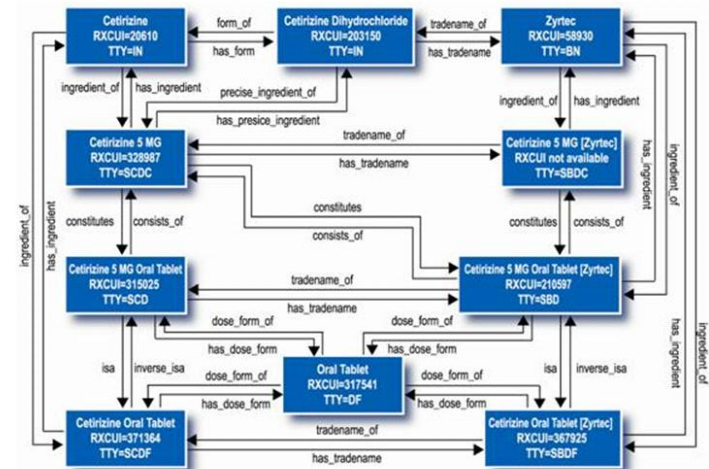 Cetirizine
RXCUI=20610
TTY=IN
form_of
has_form
Cetirizine Dihydrochloride
RXCUI=203150
TTY=IN
tradename_of
has_tradename
Zyrtec
RXCUI=58930
TTY=BN
ingredient_of
has_ingredient
precise_ingredient_of
has_presice_ingredient
ingredient_of
has_ingredient
Cetirizine 5 MG
RXCUI=328987
TTY=SCDC
tradename_of
has_tradename
Cetirizine 5 MG [Zyrtec]
RXCUI not available
TTY=SBDC
has_ingredient
ingredient_of
ingredient_of
has_ingredient
constitutes
consists_of
constitutes
consists_of
constitutes
consists_of
Cetirizine 5 MG Oral Tablet
RXCUI=315025
TTY=SCD
tradename_of
has_tradename
Cetirizine 5 MG Oral Tablet [Zyrtec]
RXCUI=210597
TTY=SBD
dose_form_of
has_dose_form
dose_form_of
has_dose_form
has_ingredient
ingredient_of
isa
inverse_isa
Oral Tablet
RXCUI=317541
TTY=DF
isa
inverse_isa
dose_form_of
has_dose_form
dose_form_of
has_dose_form
Cetirizine Oral Tablet
RXCUI=371364
TTY=SCDF
tradename_of
has_tradename
Cetirizine Oral Tablet [Zyrtec]
RXCUI=367925
TTY=SBDF